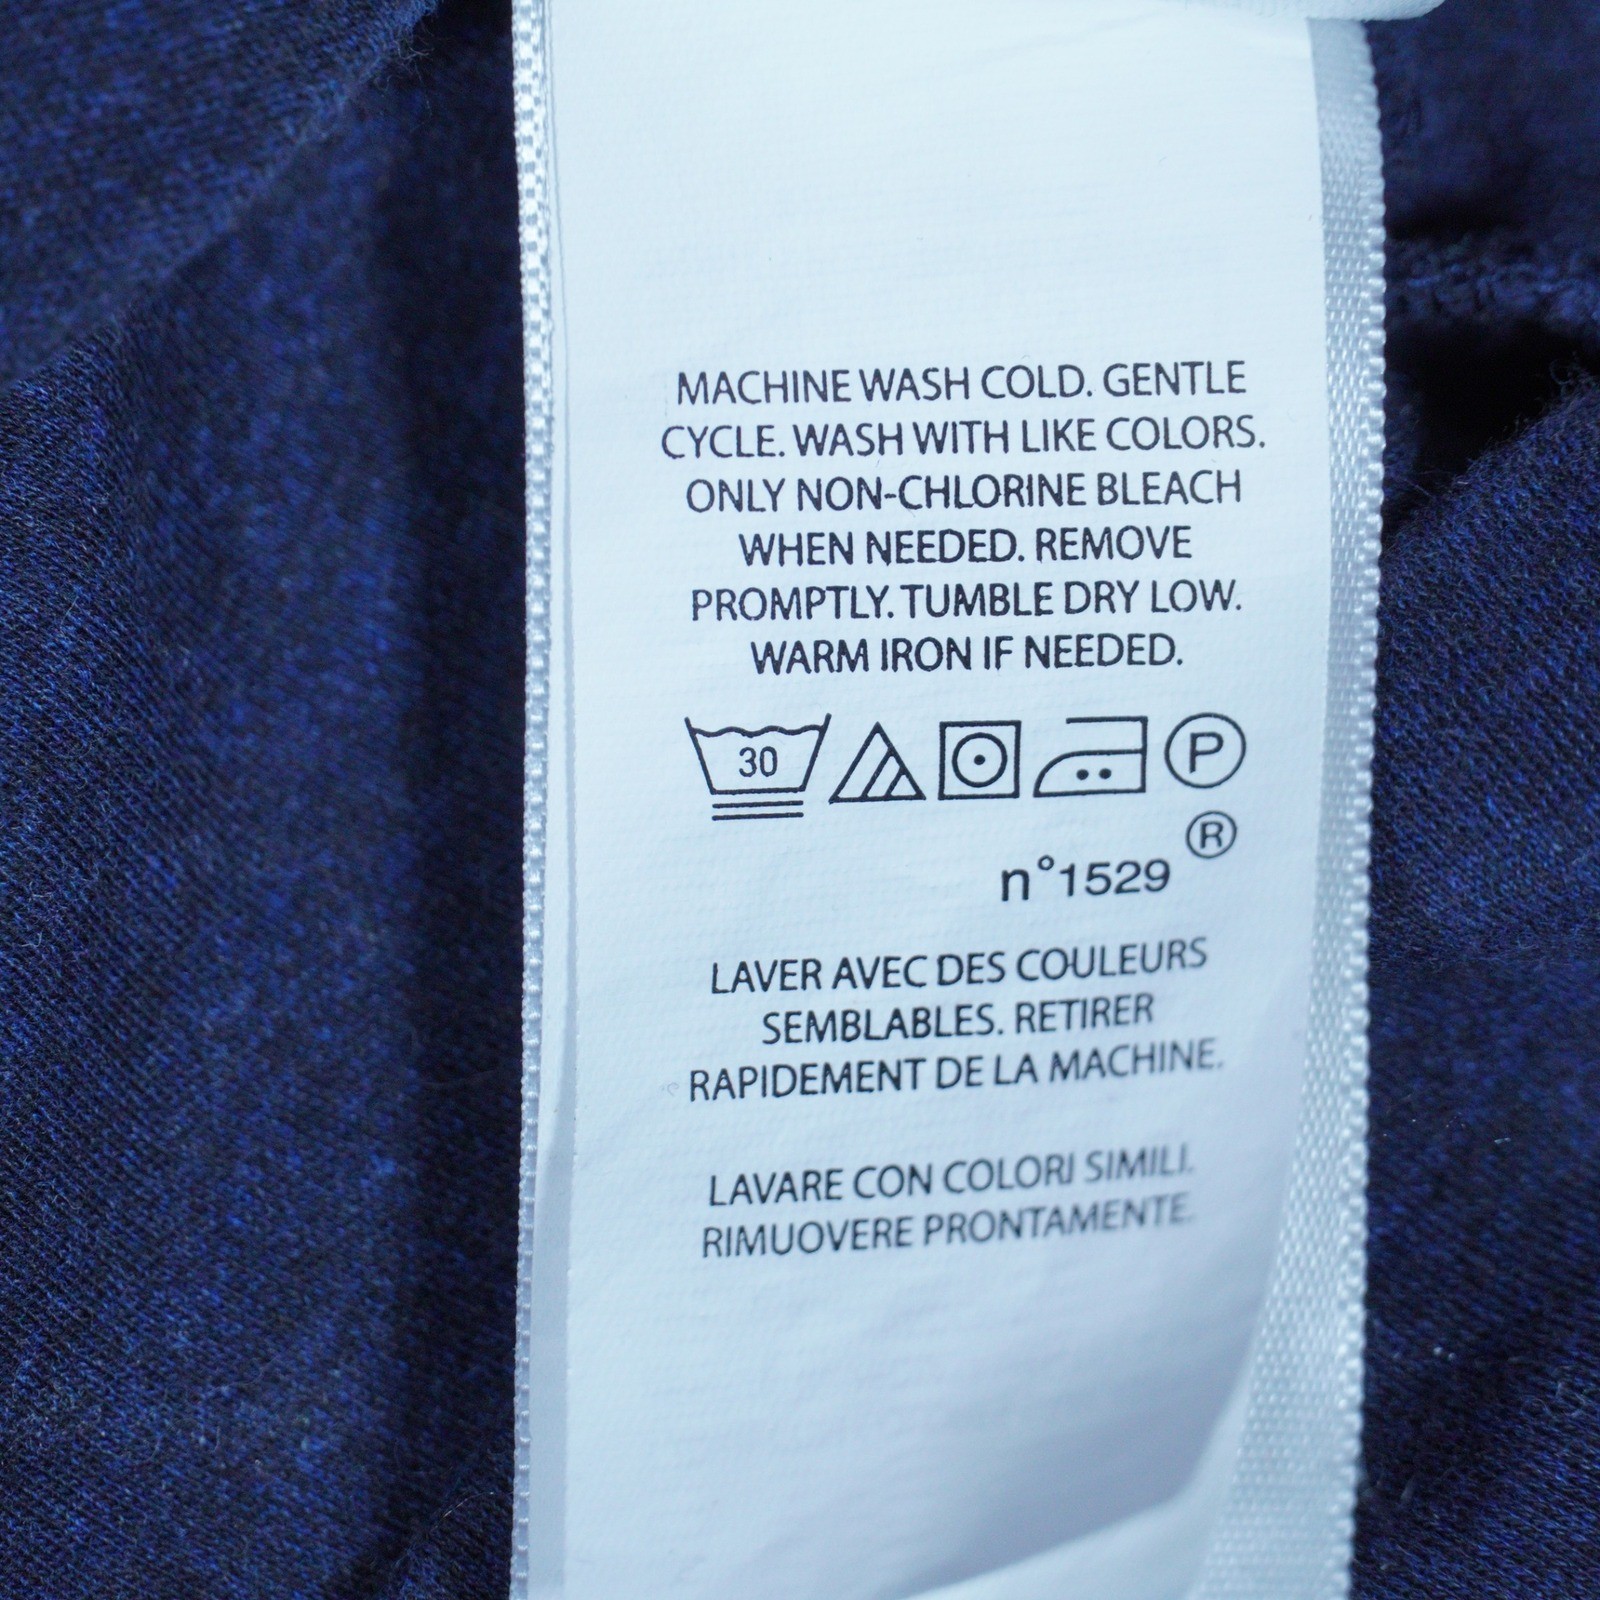 MACHINE WASH COLD. GENTLE
CYCLE. WASH WITH LIKE COLORS.
ONLY NON-CHLORINE BLEACH
WHEN NEEDED. REMOVE
PROMPTLY. TUMBLE DRY LOW.
WARM IRON IF NEEDED.
30 P
®
n°1529
LAVER AVEC DES COULEURS
SEMBLABLES. RETIRER
RAPIDEMENT DE LA MACHINE.
LAVARE CON COLORI SIMILI.
RIMUOVERE PRONTAMENTE.